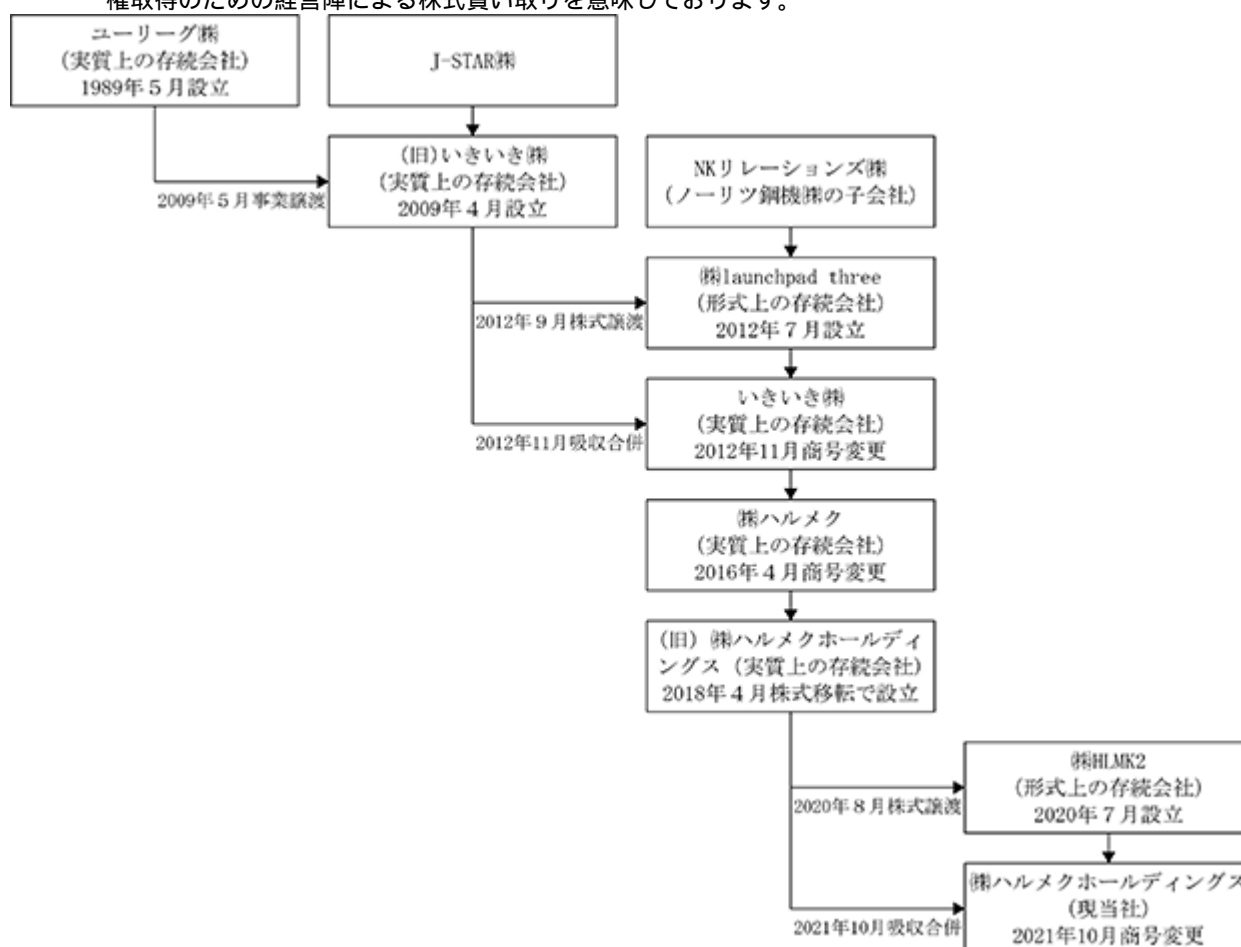 権取得のための経営陣による株式買い取りを意味しております。
ユーリーグ㈱
(実質上の存続会社)
1989年５月設立
J-STAR㈱
(旧)いきいき㈱
(実質上の存続会社)
2009年４月設立
2009年５月事業譲渡
NKリレーションズ㈱
(ノーリツ鋼機㈱の子会社)
㈱launchpad three
(形式上の存続会社)
2012年７月設立
2012年９月株式譲渡
いきいき㈱
(実質上の存続会社)
2012年11月商号変更
2012年11月吸収合併
㈱ハルメク
(実質上の存続会社)
2016年４月商号変更
(旧) ㈱ハルメクホールディ
ングス (実質上の存続会社)
2018年４月株式移転で設立
㈱HLMK2
(形式上の存続会社)
2020年７月設立
2020年８月株式譲渡
㈱ハルメクホールディングス
(現当社)
2021年10月商号変更
2021年10月吸収合併